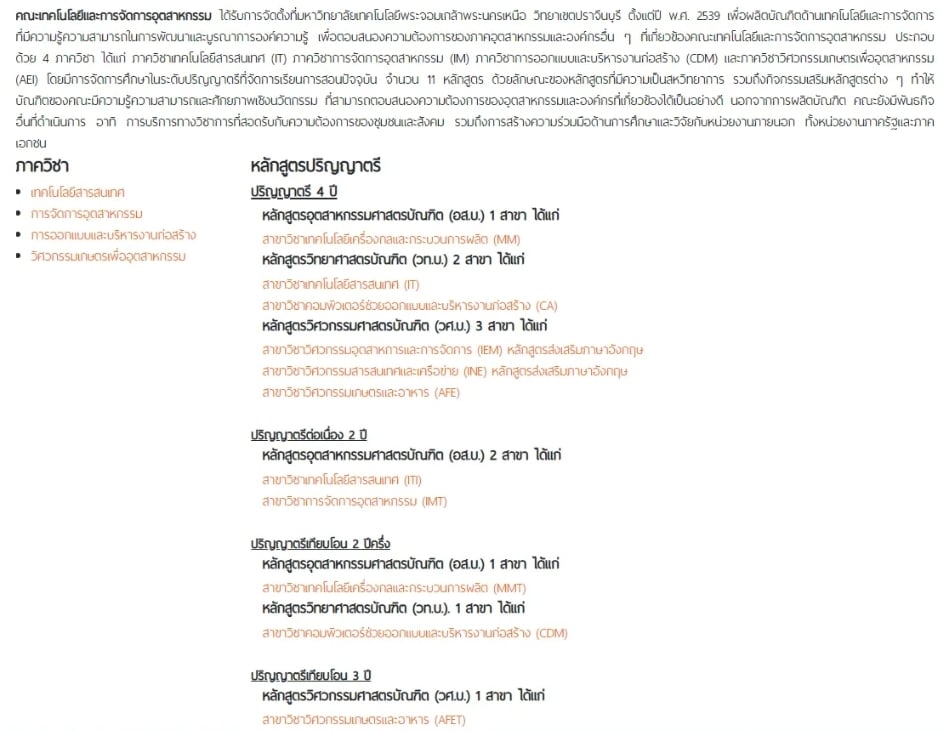 คณะเทคโนโลยีและการจัดการอุตสาหกรรม ได้รับการจัดตั้งที่มหาวิทยาลัยเทคโนโลยีพระจอมเกล้าพระนครเหนือ วิทยาเขตปราจีนบุรี ตั้งแต่ปี พ.ศ. 2539 เพื่อผลิตบัณฑิตด้านเทคโนโลยีและการจัดการ
ที่มีความรู้ความสามารถในการพัฒนาและบูรณาการองค์ความรู้ เพื่อตอบสนองความต้องการของภาคอุตสาหกรรมและองค์กรอื่น ๆ ที่เกี่ยวข้องคณะเทคโนโลยีและการจัดการอุตสาหกรรม ประกอบ
ด้วย 4 ภาควิชา ได้แก่ ภาควิชาเทคโนโลยีสารสนเทศ (IT) ภาควิชาการจัดการอุตสาหกรรม (IM) ภาควิชาการออกแบบและบริหารงานก่อสร้าง (CDM) และภาควิชาวิศวกรรมเกษตรเพื่ออุตสาหกรรม
(AEI) โดยมีการจัดการศึกษาในระดับปริญญาตรีที่จัดการเรียนการสอนปัจจุบัน จำนวน 11 หลักสูตร ด้วยลักษณะของหลักสูตรที่มีความเป็นสหวิทยาการ รวมถึงกิจกรรมเสริมหลักสูตรต่าง ๆ ทำให้
บัณฑิตของคณะมีความรู้ความสามารถและศักยภาพเชิงนวัตกรรม ที่สามารถตอบสนองความต้องการของอุตสาหกรรมและองค์กรที่เกี่ยวข้องได้เป็นอย่างดี นอกจากการผลิตบัณฑิต คณะยังมีพันธกิจ
อื่นที่ดำเนินการ อาทิ การบริการทางวิชาการที่สอดรับกับความต้องการของชุมชนและสังคม รวมถึงการสร้างความร่วมมือด้านการศึกษาและวิจัยกับหน่วยงานภายนอก ทั้งหน่วยงานภาครัฐและภาค
เอกชน
ภาควิชา
• เทคโนโลยีสารสนเทศ
• การจัดการอุตสาหกรรม
• การออกแบบและบริหารงานก่อสร้าง
• วิศวกรรมเกษตรเพื่ออุตสาหกรรม
หลักสูตรปริญญาตรี
ปริญญาตรี 4 ปี
หลักสูตรอุตสาหกรรมศาสตรบัณฑิต (อส.บ.) 1 สาขา ได้แก่
สาขาวิชาเทคโนโลยีเครื่องกลและกระบวนการผลิต (MM)
หลักสูตรวิทยาศาสตรบัณฑิต (วท.บ.) 2 สาขา ได้แก่
สาขาวิชาเทคโนโลยีสารสนเทศ (IT)
สาขาวิชาคอมพิวเตอร์ช่วยออกแบบและบริหารงานก่อสร้าง (CA)
หลักสูตรวิศวกรรมศาสตรบัณฑิต (วศ.บ.) 3 สาขา ได้แก่
สาขาวิชาวิศวกรรมอุตสาหการและการจัดการ (IEM) หลักสูตรส่งเสริมภาษาอังกฤษ
สาขาวิชาวิศวกรรมสารสนเทศและเครือข่าย (INE) หลักสูตรส่งเสริมภาษาอังกฤษ
สาขาวิชาวิศวกรรมเกษตรและอาหาร (AFE)
ปริญญาตรีต่อเนื่อง 2 ปี
หลักสูตรอุตสาหกรรมศาสตรบัณฑิต (อส.บ.) 2 สาขา ได้แก่
สาขาวิชาเทคโนโลยีสารสนเทศ (ITI)
สาขาวิชาการจัดการอุตสาหกรรม (IMT)
ปริญญาตรีเทียบโอน 2 ปีครึ่ง
หลักสูตรอุตสาหกรรมศาสตรบัณฑิต (อส.บ.) 1 สาขา ได้แก่
สาขาวิชาเทคโนโลยีเครื่องกลและกระบวนการผลิต (MMT)
หลักสูตรวิทยาศาสตรบัณฑิต (วท.บ.). 1 สาขา ได้แก่
สาขาวิชาคอมพิวเตอร์ช่วยออกแบบและบริหารงานก่อสร้าง (CDM)
ปริญญาตรีเทียบโอน 3 ปี
หลักสูตรวิศวกรรมศาสตรบัณฑิต (วศ.บ.) 1 สาขา ได้แก่
สาขาวิชาวิศวกรรมเกษตรและอาหาร (AFET)